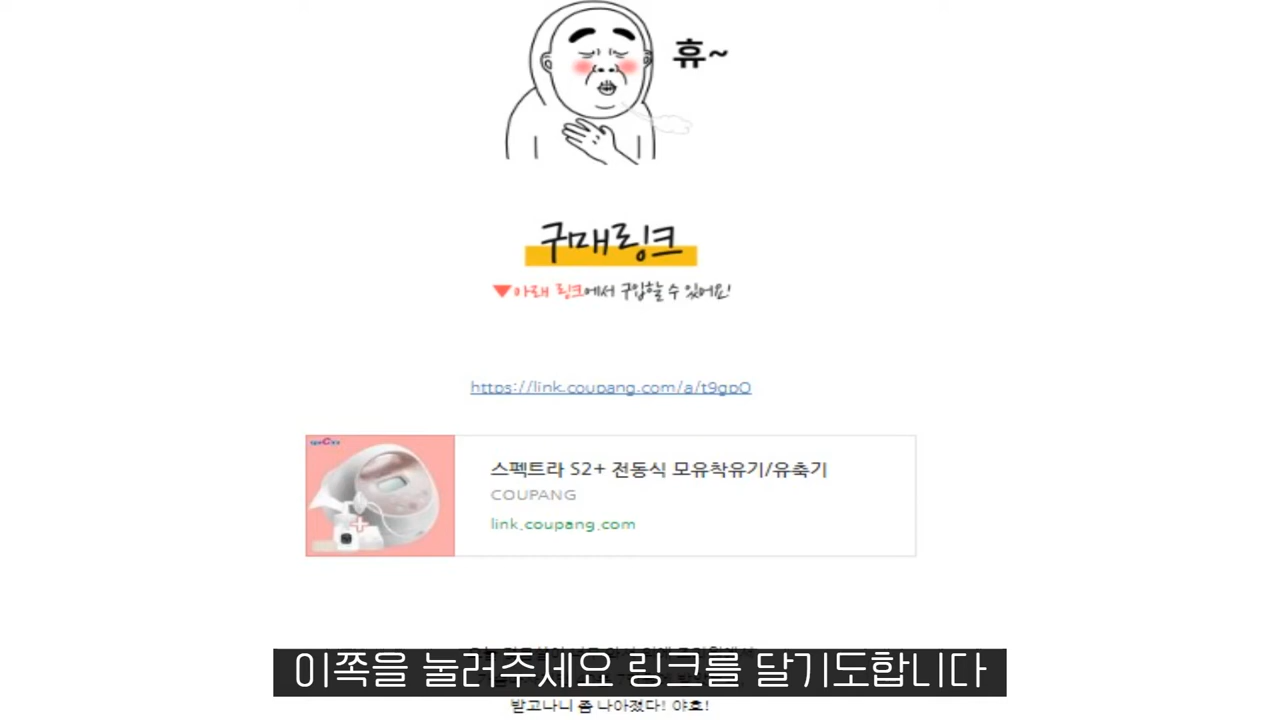 휴~
구매링크
▼아래 링크에서 구입할 수 있어요!
https://link.coupang.com/a/t9gpO
스펙트라 S2+ 전동식 모유착유기/유축기
COUPANG
link.coupang.com
이쪽을 눌러주세요 링크를 달기도합니다
받고나니 좀 나아졌다! 야호!